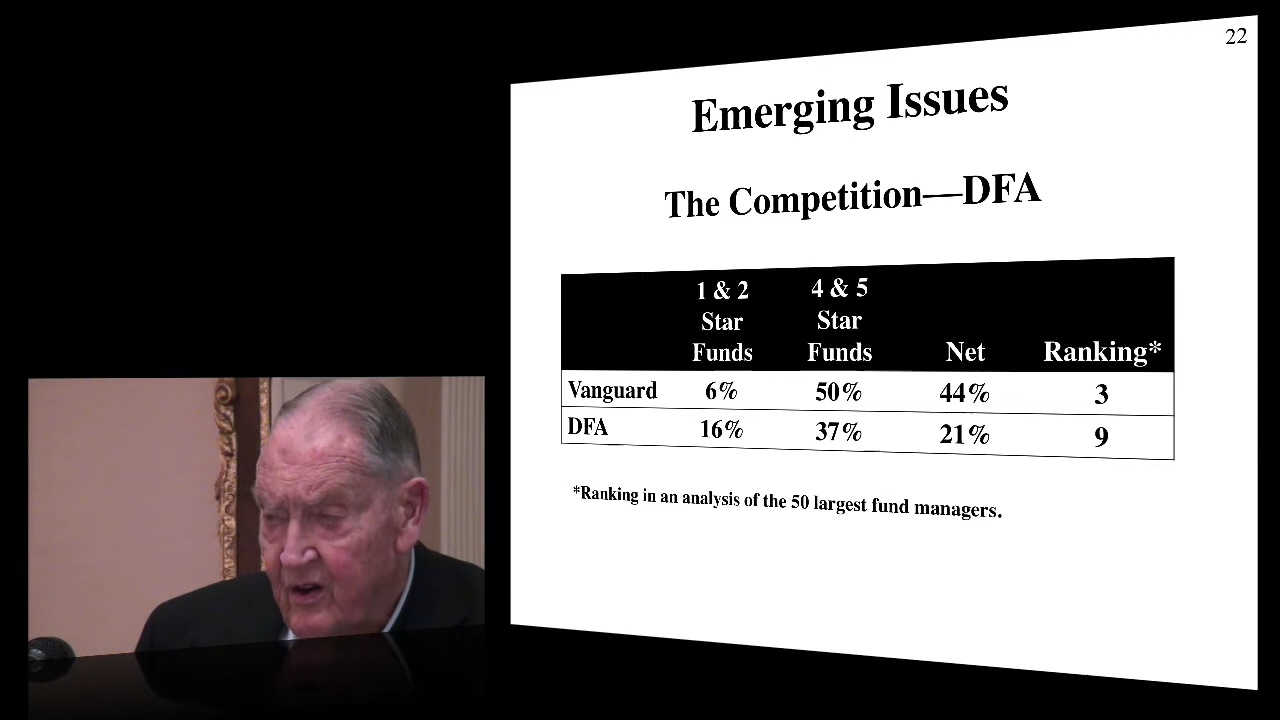 22
Emerging Issues
The Competition—DFA
1 & 2 Star Funds 4 & 5 Star Funds Net Ranking*
Vanguard 6% 50% 44% 3
DFA 16% 37% 21% 9
*Ranking in an analysis of the 50 largest fund managers.